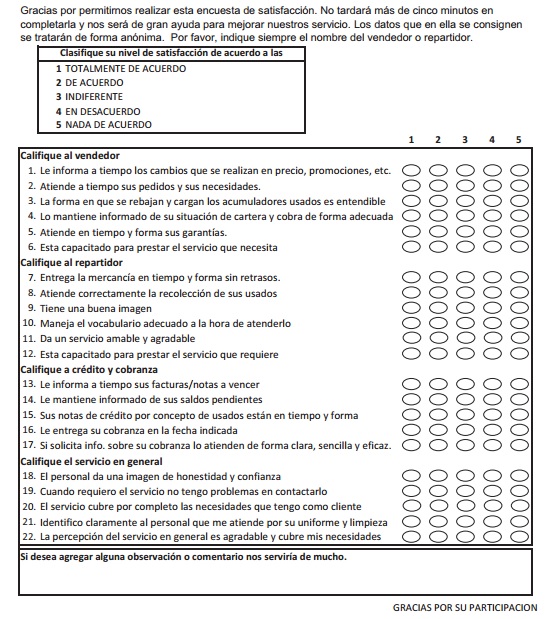 Gracias por permitirnos realizar esta encuesta de satisfacción. No tardará más de cinco minutos en
completarla y nos será de gran ayuda para mejorar nuestro servicio. Los datos que en ella se consignen
se tratarán de forma anónima. Por favor, indique siempre el nombre del vendedor o repartidor.
Clasifique su nivel de satisfacción de acuerdo a las
1 TOTALMENTE DE ACUERDO
2 DE ACUERDO
3 INDIFERENTE
4 EN DESACUERDO
5 NADA DE ACUERDO
1 2 3 4 5
Califique al vendedor
1. Le informa a tiempo los cambios que se realizan en precio, promociones, etc.
2. Atiende a tiempo sus pedidos y sus necesidades.
3. La forma en que se rebajan y cargan los acumuladores usados es entendible
4. Lo mantiene informado de su situación de cartera y cobra de forma adecuada
5. Atiende en tiempo y forma sus garantías.
6. Esta capacitado para prestar el servicio que necesita
Califique al repartidor
7. Entrega la mercancía en tiempo y forma sin retrasos.
8. Atiende correctamente la recolección de sus usados
9. Tiene una buena imagen
10. Maneja el vocabulario adecuado a la hora de atenderlo
11. Da un servicio amable y agradable
12. Esta capacitado para prestar el servicio que requiere
Califique a crédito y cobranza
13. Le informa a tiempo sus facturas/notas a vencer
14. Le mantiene informado de sus saldos pendientes
15. Sus notas de crédito por concepto de usados están en tiempo y forma
16. Le entrega su cobranza en la fecha indicada
17. Si solicita info. sobre su cobranza lo atienden de forma clara, sencilla y eficaz.
Califique el servicio en general
18. El personal da una imagen de honestidad y confianza
19. Cuando requiero el servicio no tengo problemas en contactarlo
20. El servicio cubre por completo las necesidades que tengo como cliente
21. Identifico claramente al personal que me atiende por su uniforme y limpieza
22. La percepción del servicio en general es agradable y cubre mis necesidades
Si desea agregar alguna observación o comentario nos serviría de mucho.
GRACIAS POR SU PARTICIPACION